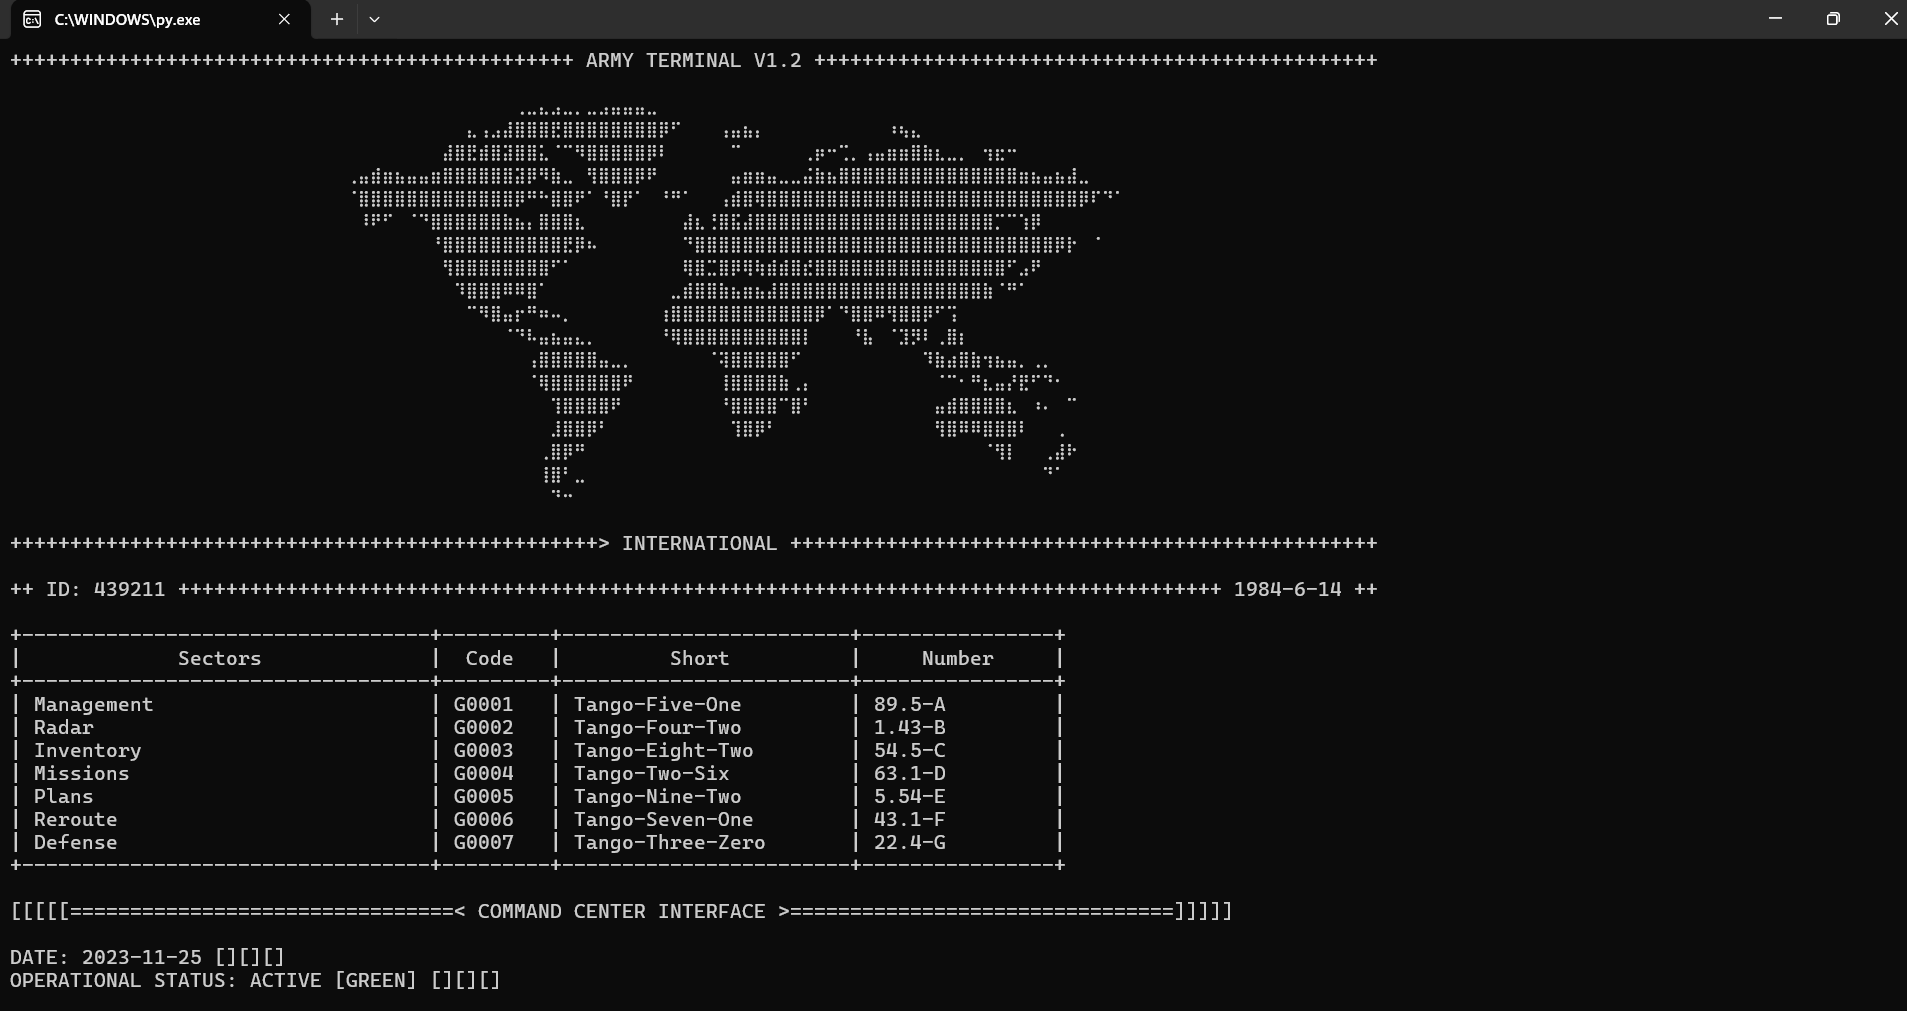 C:\WINDOWS\py.exe
+++++++++++++++++++++++++++++++++++++++++++++++ ARMY TERMINAL V1.2 +++++++++++++++++++++++++++++++++++++++++++++++
+++++++++++++++++++++++++++++++++++++++++++++++++> INTERNATIONAL +++++++++++++++++++++++++++++++++++++++++++++++++
++ ID: 439211 +++++++++++++++++++++++++++++++++++++++++++++++++++++++++++++++++++++++++++++++++++++++ 1984-6-14 ++
+----------------------------------+---------+------------------------+----------------+
|             Sectors              |  Code   |         Short          |     Number     |
+----------------------------------+---------+------------------------+----------------+
| Management                       | G0001   | Tango-Five-One         | 89.5-A         |
| Radar                            | G0002   | Tango-Four-Two         | 1.43-B         |
| Inventory                        | G0003   | Tango-Eight-Two        | 54.5-C         |
| Missions                         | G0004   | Tango-Two-Six          | 63.1-D         |
| Plans                            | G0005   | Tango-Nine-Two         | 5.54-E         |
| Reroute                          | G0006   | Tango-Seven-One        | 43.1-F         |
| Defense                          | G0007   | Tango-Three-Zero       | 22.4-G         |
+----------------------------------+---------+------------------------+----------------+
[[[[[================================< COMMAND CENTER INTERFACE >================================]]]]]
DATE: 2023-11-25 [][][]
OPERATIONAL STATUS: ACTIVE [GREEN] [][][]